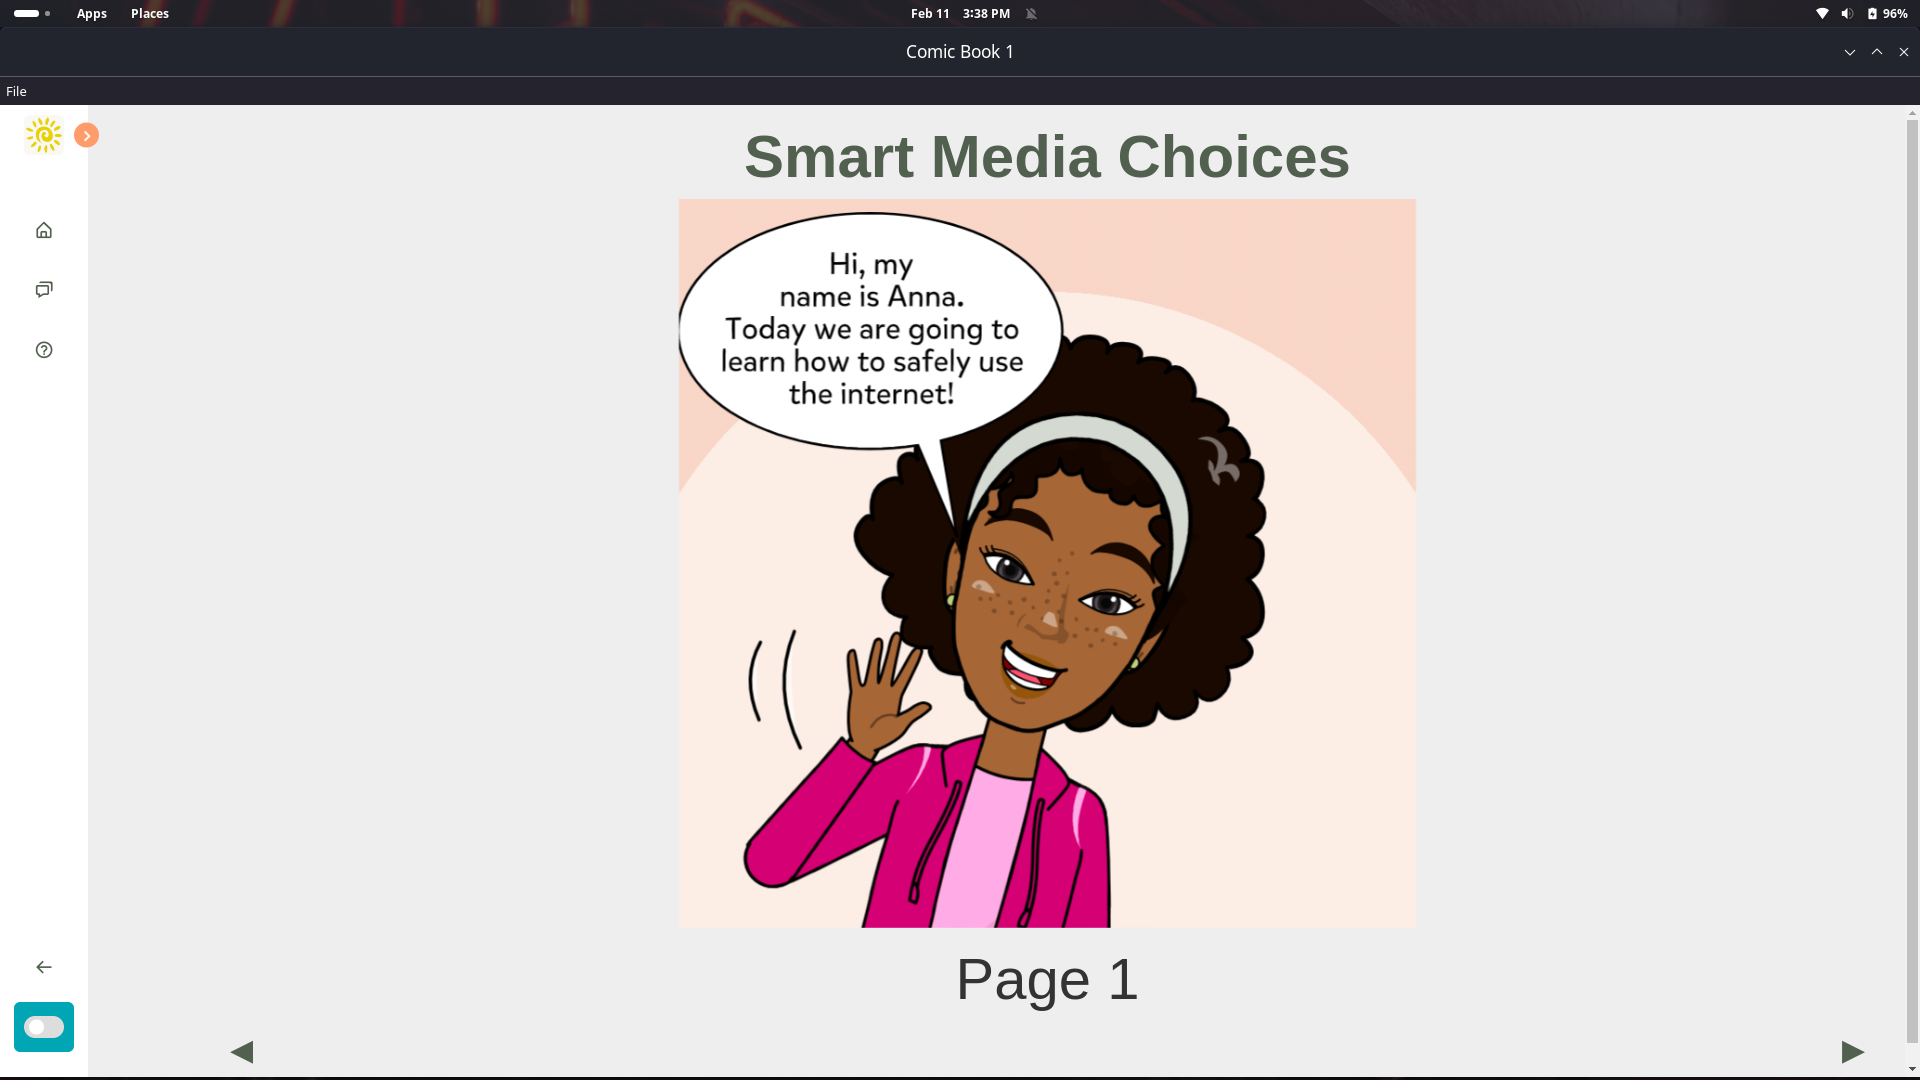 Apps Places Feb 11 3:38 PM 96%
Comic Book 1
File
Smart Media Choices
Hi, my
name is Anna.
Today we are going to
learn how to safely use
the internet!
Page 1